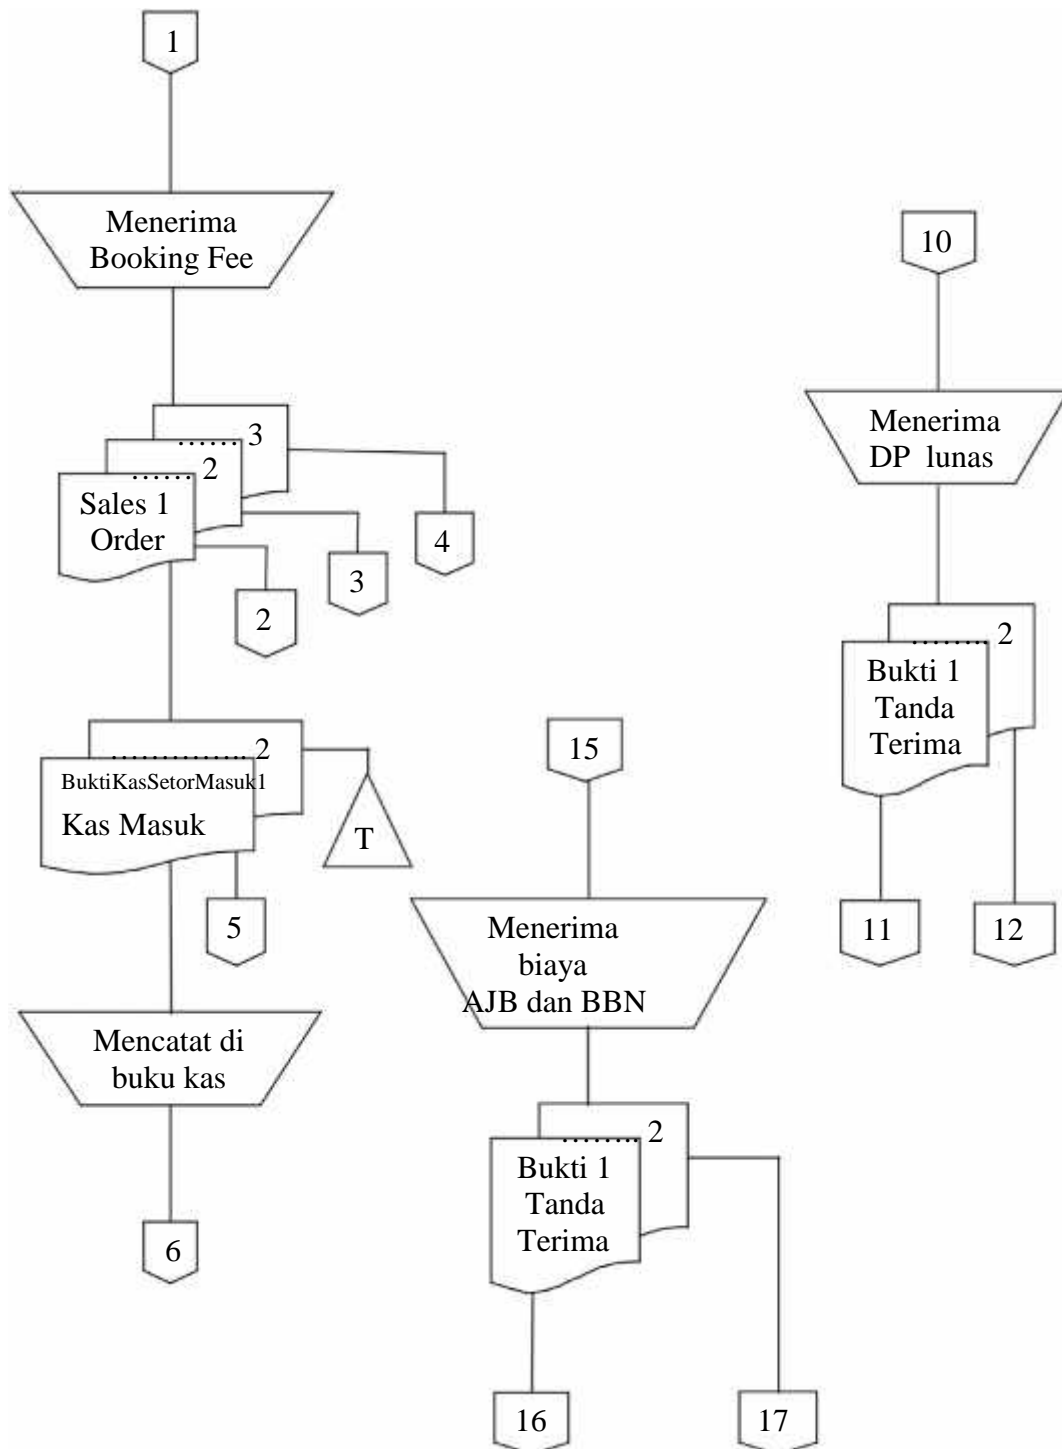 1
Menerima
Booking Fee
3
2
Sales 1
Order
4
3
2
2
BuktiKasSetorMasuk1
Kas Masuk
T
5
Mencatat di
buku kas
6
15
Menerima
biaya
AJB dan BBN
2
Bukti 1
Tanda
Terima
16
17
10
Menerima
DP lunas
2
Bukti 1
Tanda
Terima
11
12